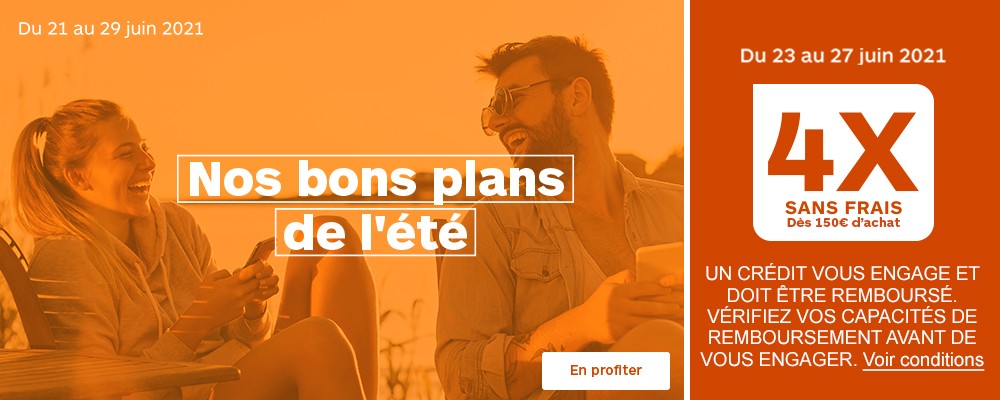 Du 21 au 29 juin 2021
Nos bons plans
de l'été
En profiter
Du 23 au 27 juin 2021
4X
SANS FRAIS
Dès 150€ d'achat
UN CRÉDIT VOUS ENGAGE ET
DOIT ÊTRE REMBOURSÉ.
VÉRIFIEZ VOS CAPACITÉS DE
REMBOURSEMENT AVANT DE
VOUS ENGAGER. Voir conditions